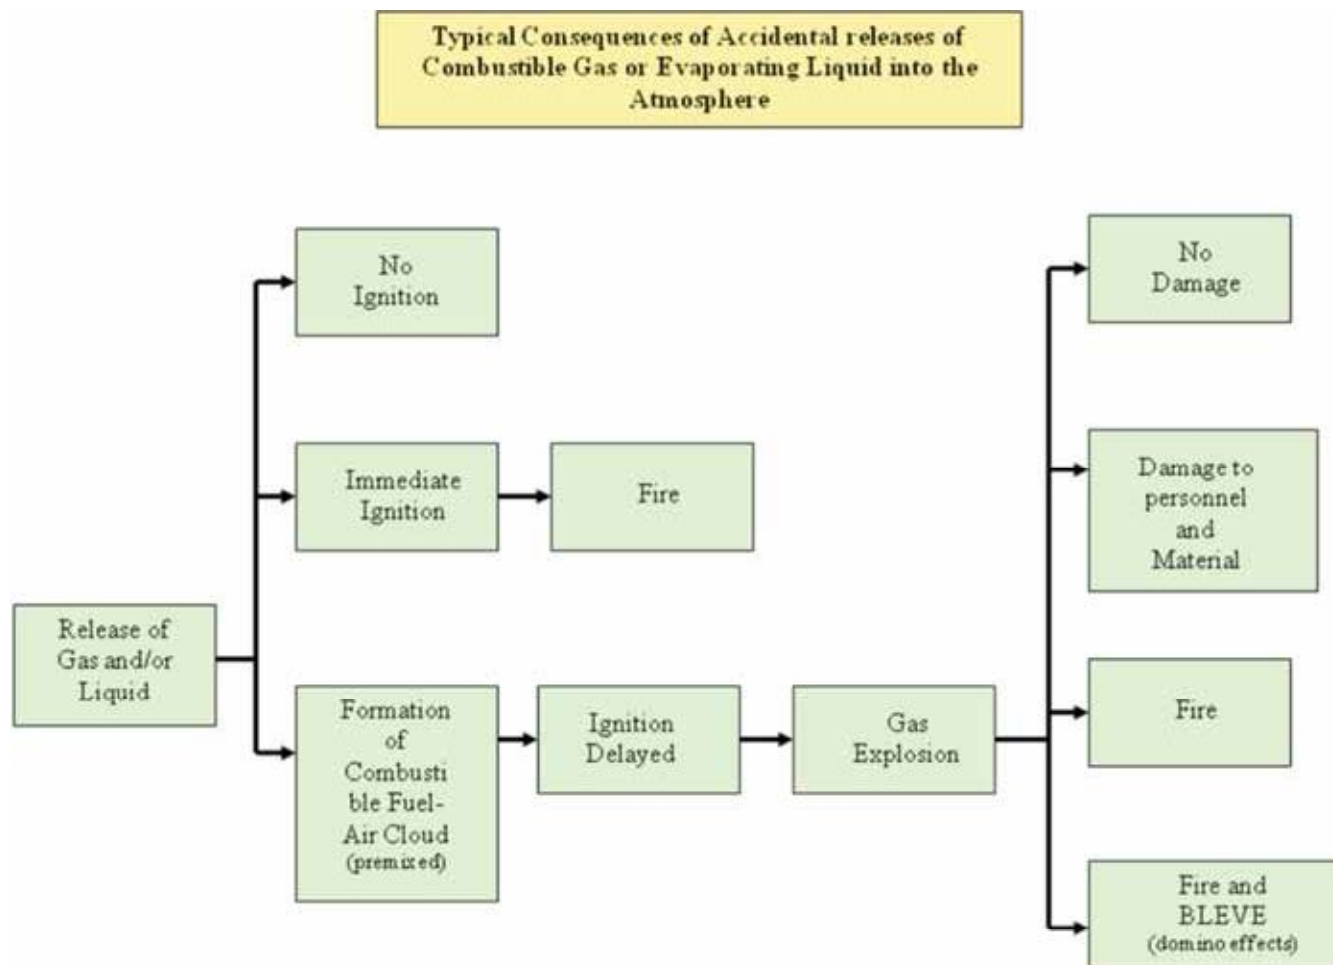 Typical Consequences of Accidental releases of
Combustible Gas or Evaporating Liquid into the
Atmosphere
No
Ignition
Immediate
Ignition
Fire
Release of
Gas and/or
Liquid
Formation
of
Combusti
ble Fuel-
Air Cloud
(premixed)
Ignition
Delayed
Gas
Explosion
No
Damage
Damage to
personnel
and
Material
Fire
Fire and
BLEVE
(domino effects)